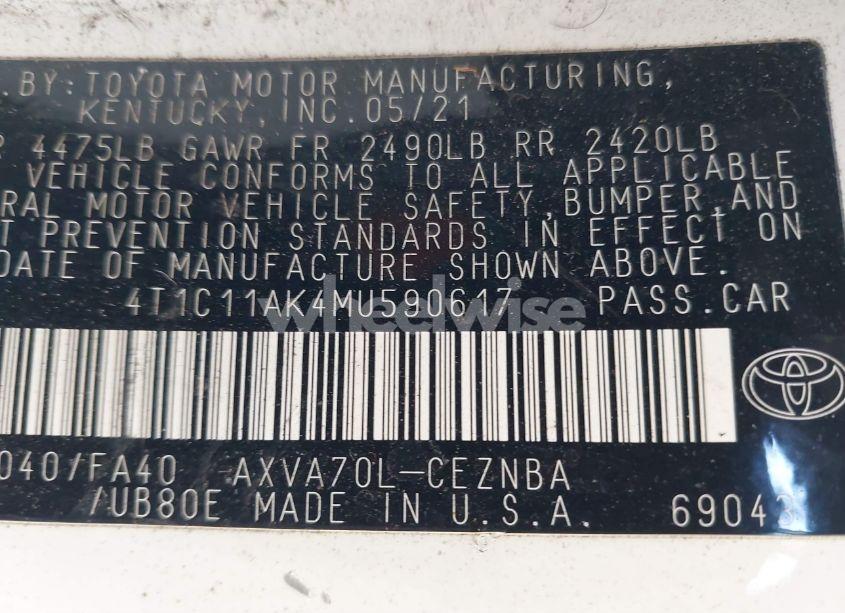 . BY: TOYOTA MOTOR MANUFACTURING,
KENTUCKY, INC. 05/21
R 4475LB GAWR FR 2490LB RR 2420LB
VEHICLE CONFORMS TO ALL APPLICABLE
RAL MOTOR VEHICLE SAFETY, BUMPER, AND
T PREVENTION STANDARDS IN EFFECT ON
DATE OF MANUFACTURE SHOWN ABOVE.
4T1C11AK4MU590617 PASS.CAR
wheelwise
040/FA40 AXVA70L-CEZNBA
/UB80E MADE IN U.S.A. 69043